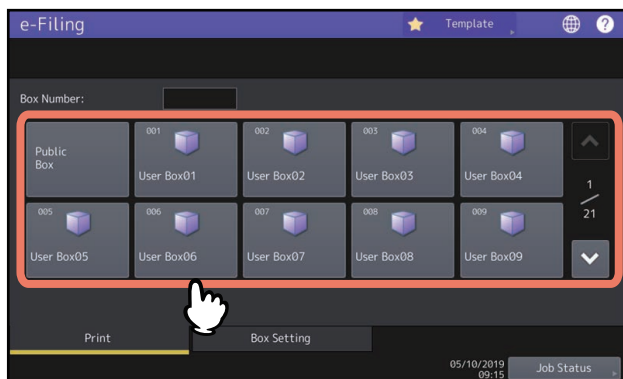 e-Filing
Template
?
Box Number:
Public
Box
001
User Box01
002
User Box02
003
User Box03
004
User Box04
1
21
005
User Box05
006
User Box06
007
User Box07
008
User Box08
009
User Box09
Print
Box Setting
05/10/2019
09:15
Job Status